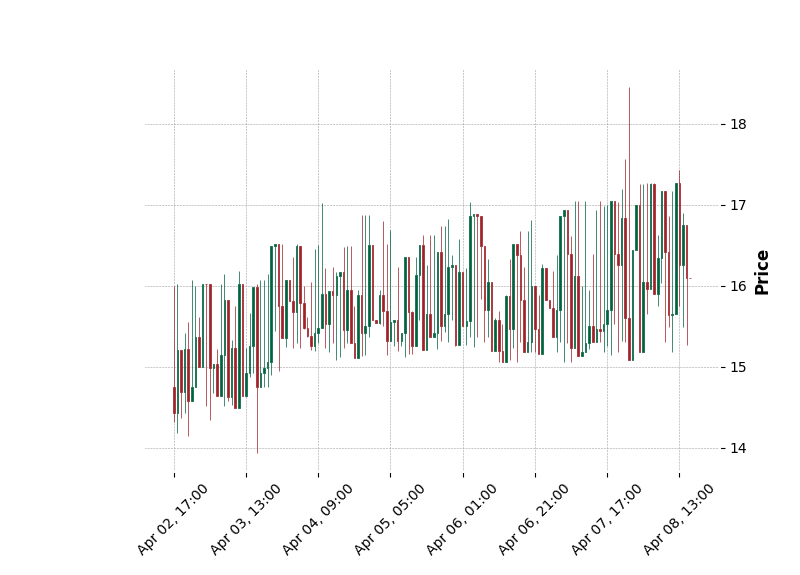 18
17
16
15
14
Price
Apr 02, 17:00
Apr 03, 13:00
Apr 04, 09:00
Apr 05, 05:00
Apr 06, 01:00
Apr 06, 21:00
Apr 07, 17:00
Apr 08, 13:00